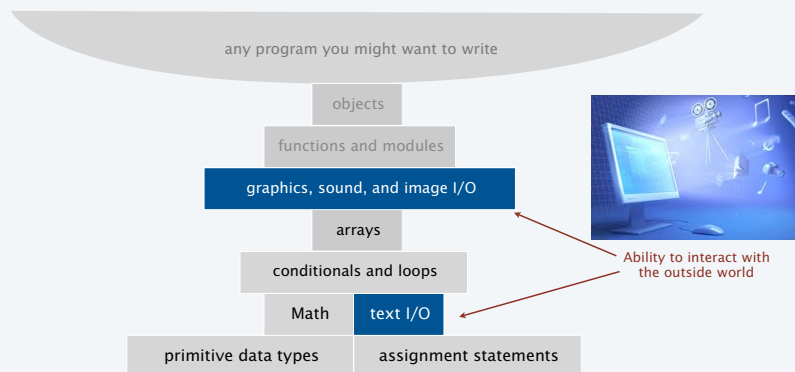 any program you might want to write
objects
functions and modules
graphics, sound, and image I/O
arrays
conditionals and loops
Math
text I/O
primitive data types
assignment statements
Ability to interact with
the outside world